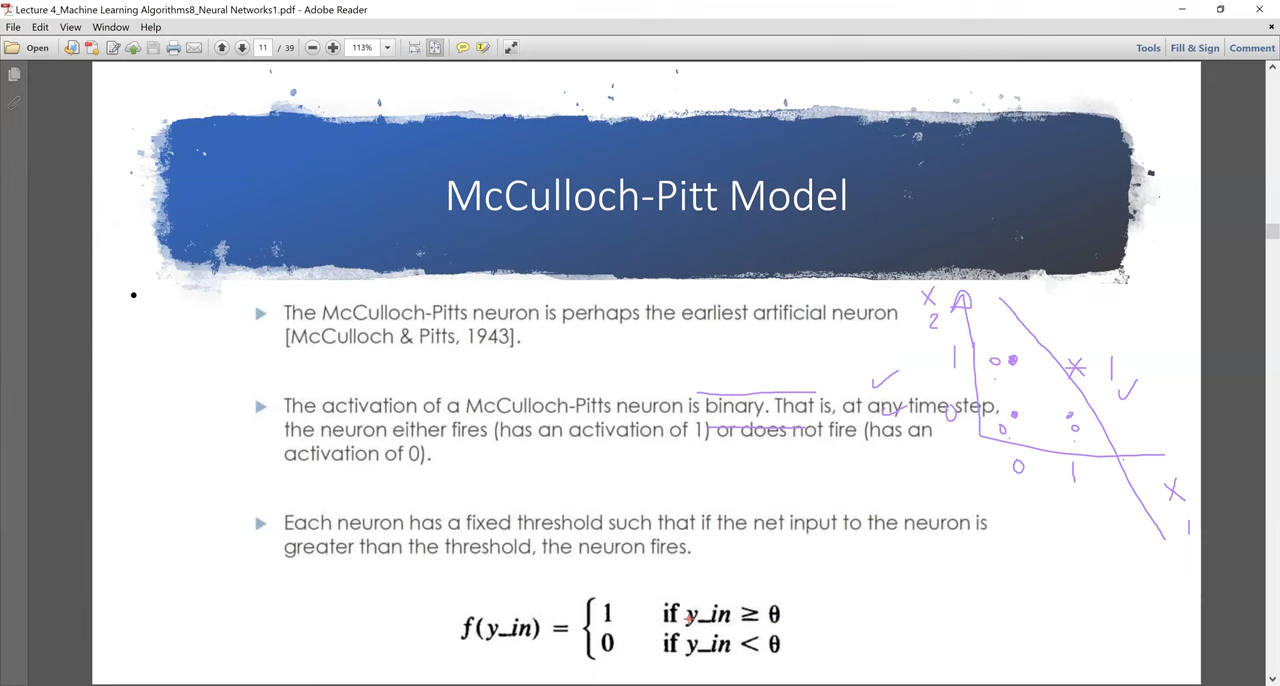 Lecture 4_Machine Learning Algorithms8_Neural Networks1.pdf - Adobe Reader
File Edit View Window Help
Open 11 / 39 113% Tools Fill & Sign Comment
McCulloch-Pitt Model
The McCulloch-Pitts neuron is perhaps the earliest artificial neuron
[McCulloch & Pitts, 1943].
The activation of a McCulloch-Pitts neuron is binary. That is, at any time step,
the neuron either fires (has an activation of 1) or does not fire (has an
activation of 0).
Each neuron has a fixed threshold such that if the net input to the neuron is
greater than the threshold, the neuron fires.
f(y_in) = { 1 if y_in ≥ θ
0 if y_in < θ
X
2
1
1
0
0 1
X
1